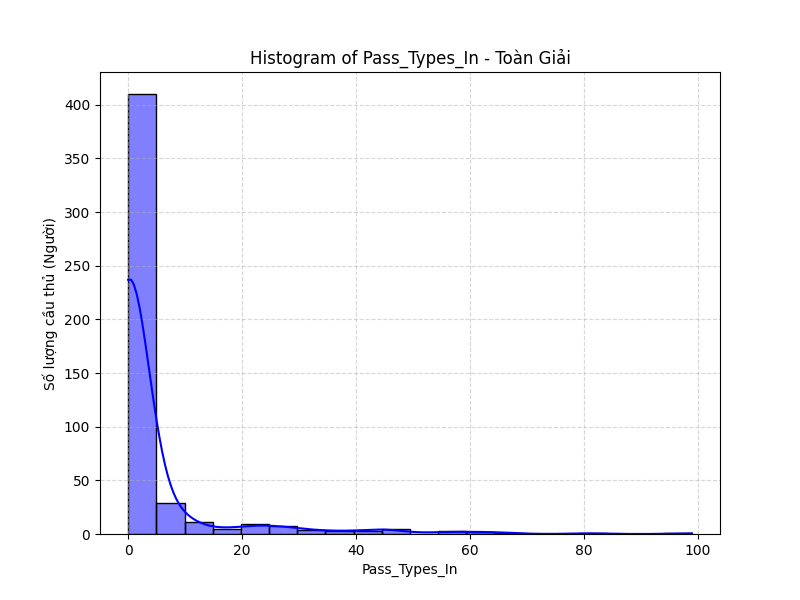 Histogram of Pass_Types_In - Toàn Giải
Số lượng cầu thủ (Người)
400
350
300
250
200
150
100
50
0
0 20 40 60 80 100
Pass_Types_In